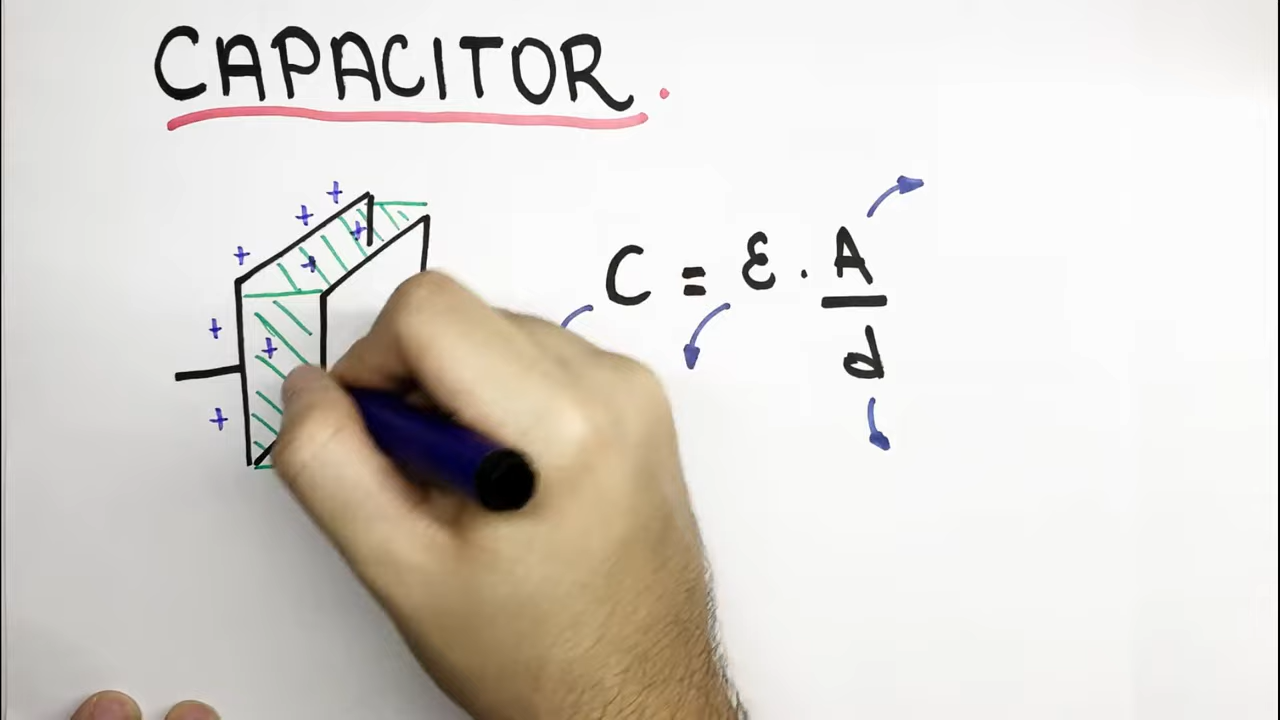 CAPACITOR.
+ + +
+ +
+ +
+
C = ε · A/d